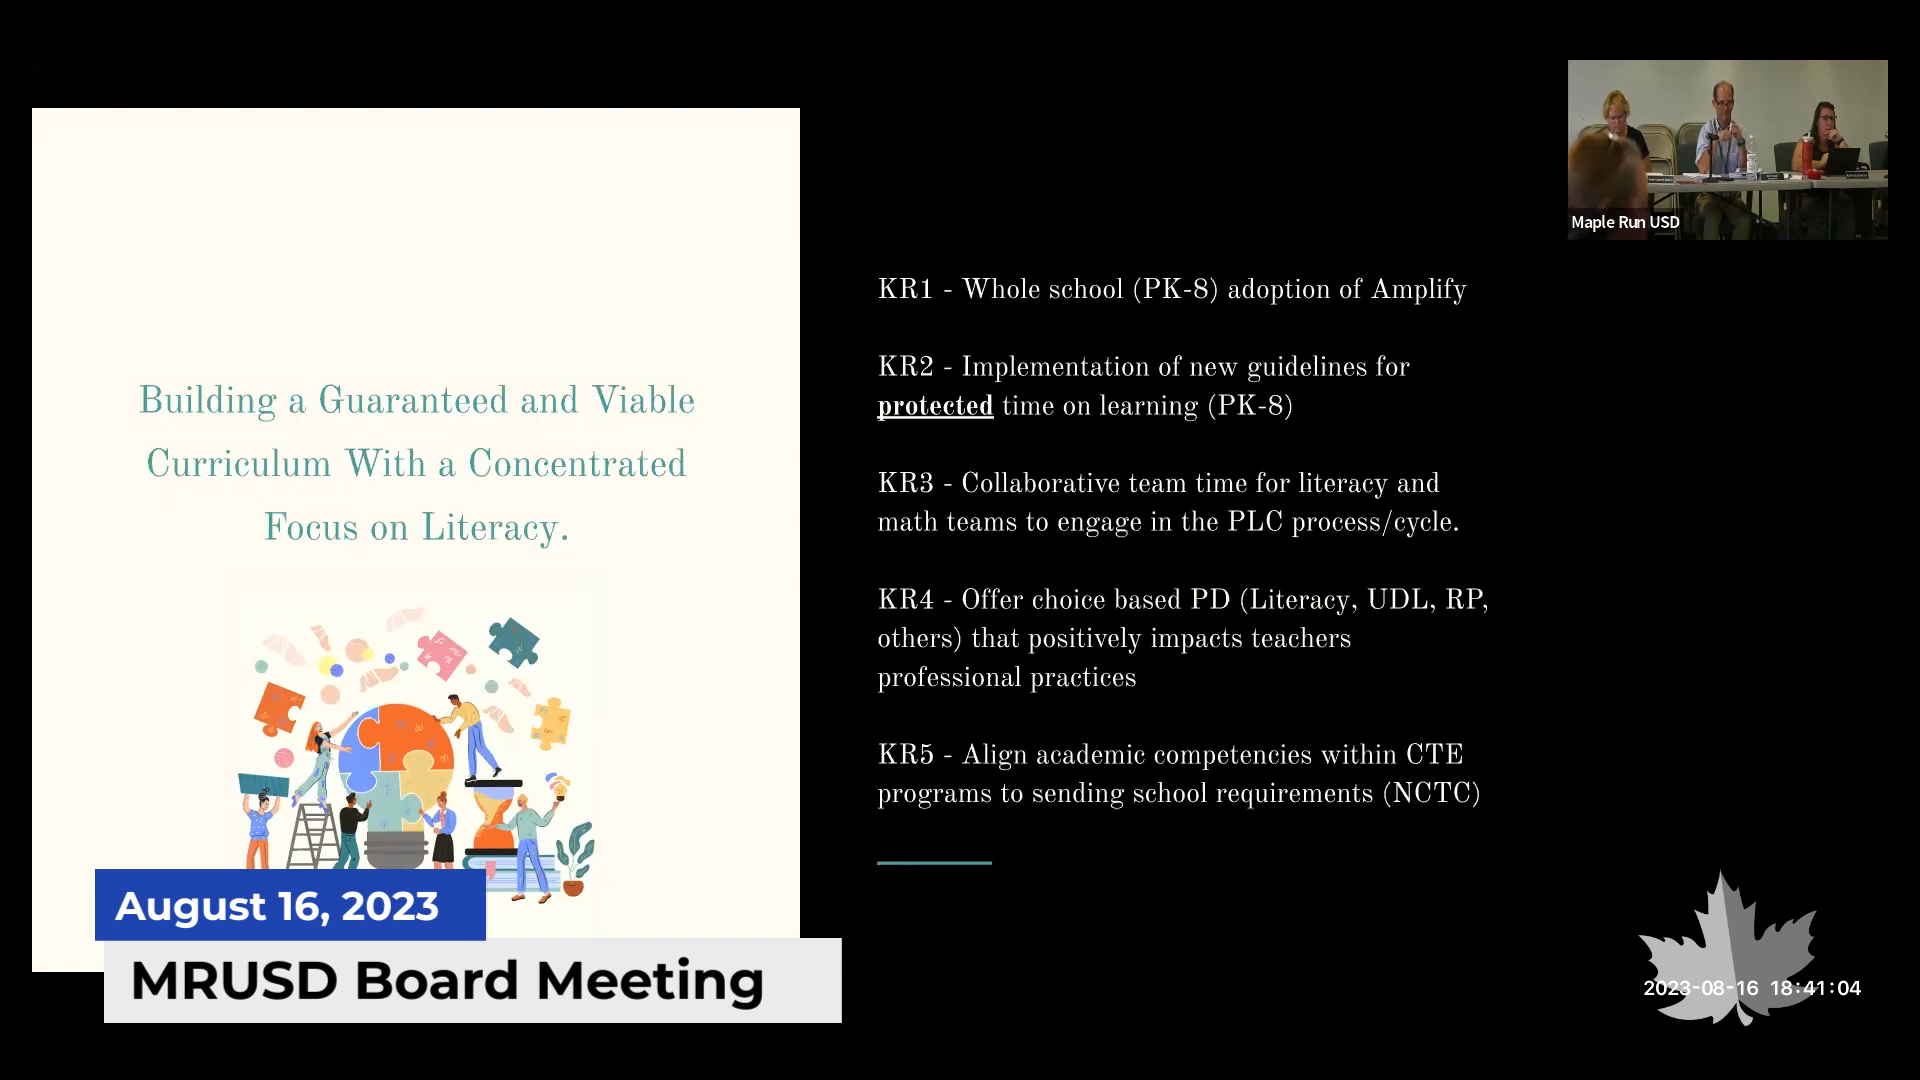 Building a Guaranteed and Viable
Curriculum With a Concentrated
Focus on Literacy.
KR1 - Whole school (PK-8) adoption of Amplify
KR2 - Implementation of new guidelines for
protected time on learning (PK-8)
KR3 - Collaborative team time for literacy and
math teams to engage in the PLC process/cycle.
KR4 - Offer choice based PD (Literacy, UDL, RP,
others) that positively impacts teachers
professional practices
KR5 - Align academic competencies within CTE
programs to sending school requirements (NCTC)
Maple Run USD
August 16, 2023
MRUSD Board Meeting
2023-08-16 18:41:04